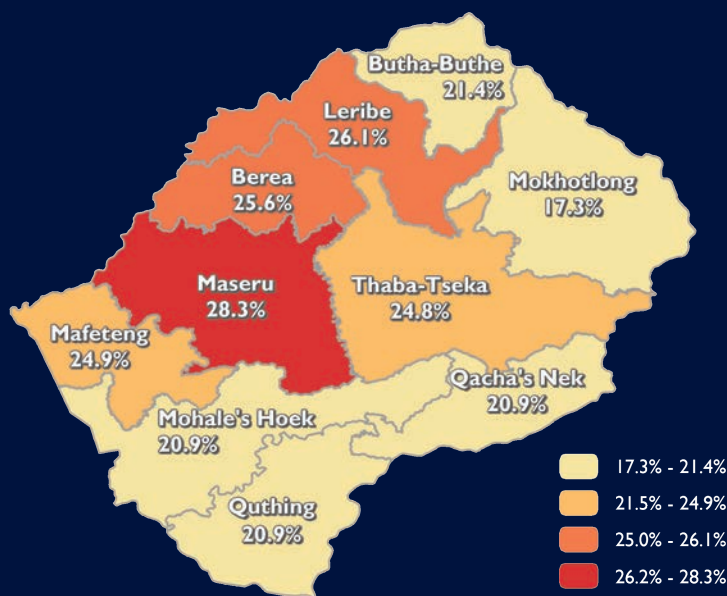 Butha-Buthe
21.4%
Leribe
26.1%
Berea
25.6%
Mokhotlong
17.3%
Maseru
28.3%
Thaba-Tseka
24.8%
Mafeteng
24.9%
Qacha's Nek
20.9%
Mohale's Hoek
20.9%
Quthing
20.9%
17.3% - 21.4%
21.5% - 24.9%
25.0% - 26.1%
26.2% - 28.3%